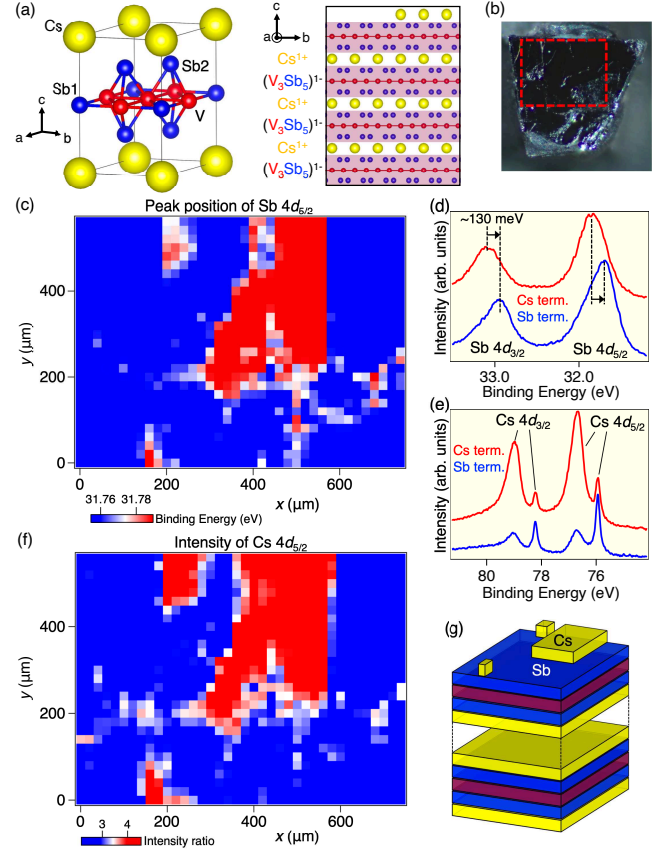 (a)
Cs
Sb2
Sb1
V
c
a
b
c
a
b
Cs¹⁺
(V₃Sb₅)¹⁻
Cs¹⁺
(V₃Sb₅)¹⁻
Cs¹⁺
(V₃Sb₅)¹⁻
Cs¹⁺
(V₃Sb₅)¹⁻
(b)
(c)
Peak position of Sb 4d₅/₂
400
200
0
y (μm)
0
200
400
600
x (μm)
31.76
31.78
Binding Energy (eV)
(d)
~130 meV
Cs term.
Sb term.
Sb 4d₃/₂
Sb 4d₅/₂
Intensity (arb. units)
33.0
32.0
Binding Energy (eV)
(e)
Cs 4d₃/₂
Cs 4d₅/₂
Cs term.
Sb term.
Intensity (arb. units)
80
78
76
Binding Energy (eV)
(f)
Intensity of Cs 4d₅/₂
400
200
0
y (μm)
0
200
400
600
x (μm)
3
4
Intensity ratio
(g)
Cs
Sb